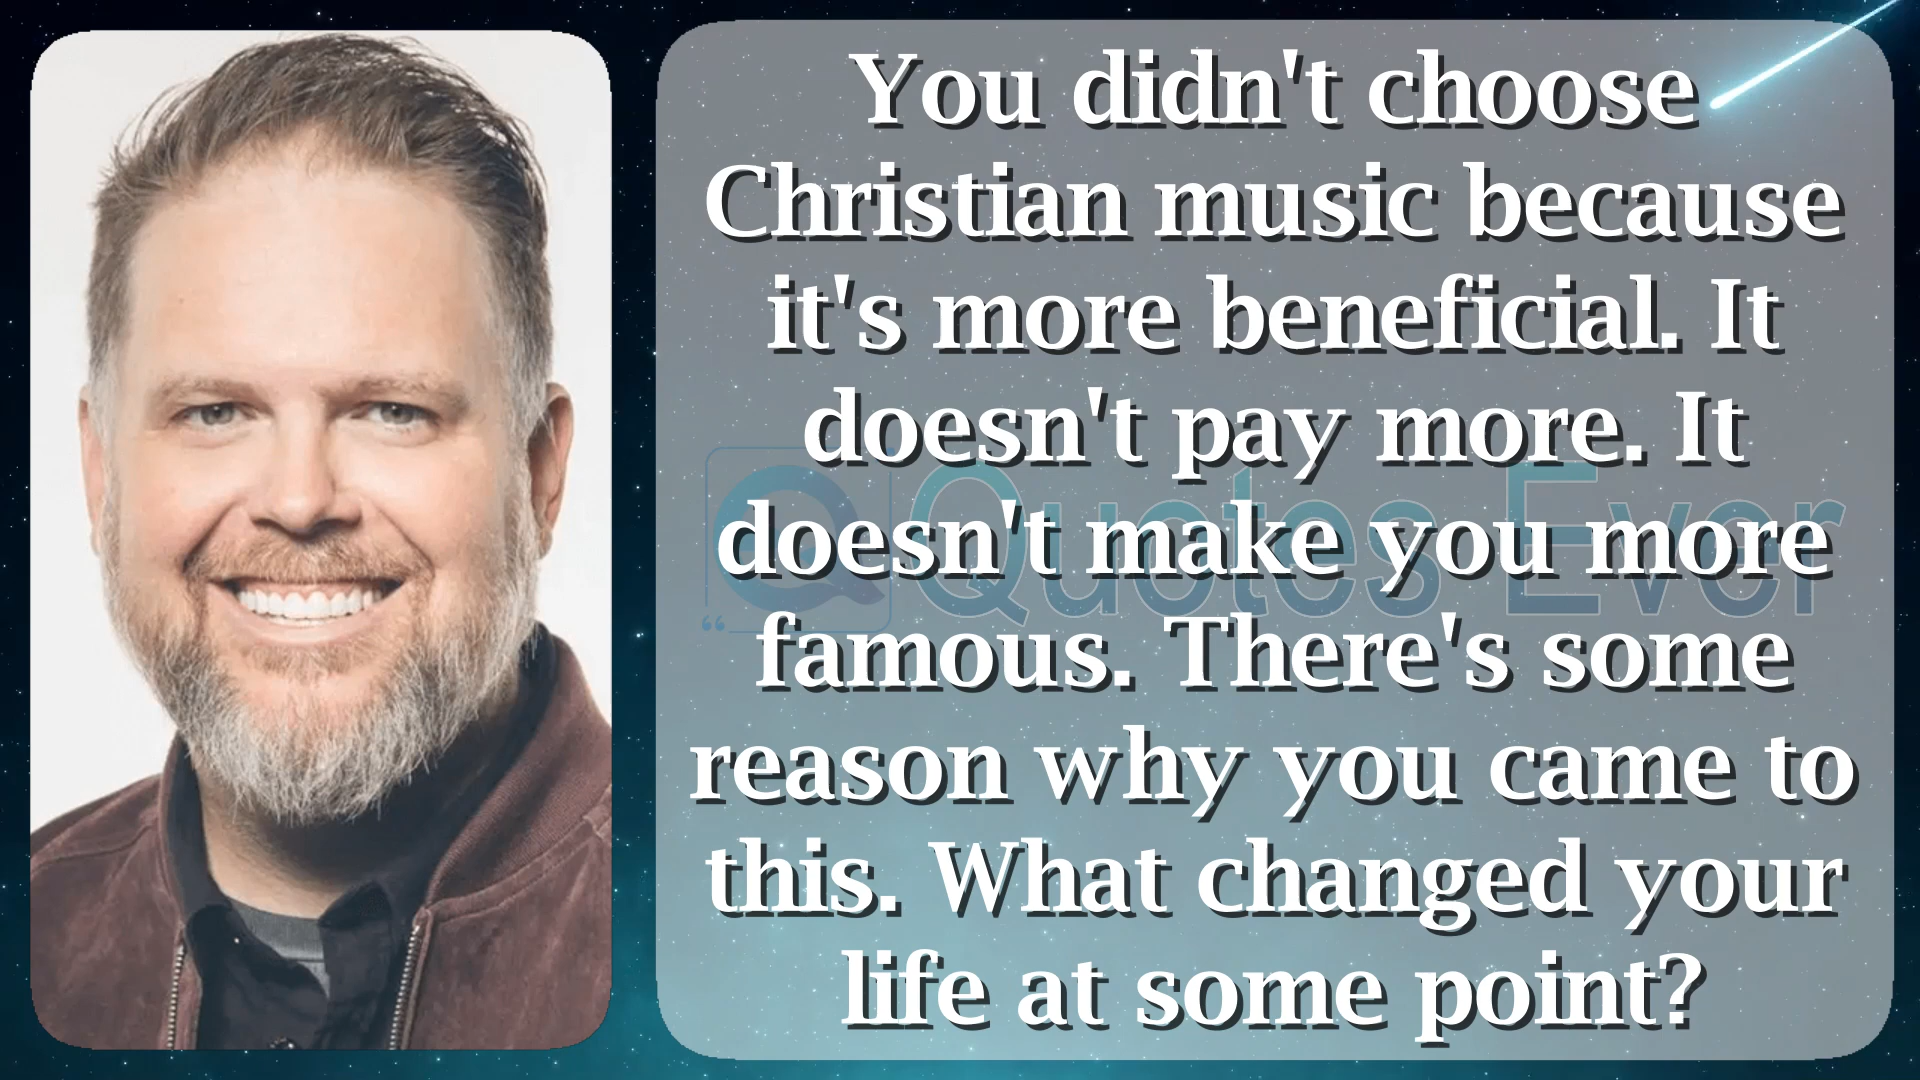 You didn't choose
Christian music because
it's more beneficial. It
doesn't pay more. It
doesn't make you more
famous. There's some
reason why you came to
this. What changed your
life at some point?
Quotes Ever